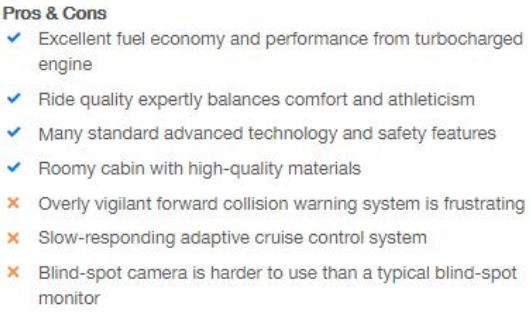 Pros & Cons
✓ Excellent fuel economy and performance from turbocharged
engine
✓ Ride quality expertly balances comfort and athleticism
✓ Many standard advanced technology and safety features
✓ Roomy cabin with high-quality materials
✕ Overly vigilant forward collision warning system is frustrating
✕ Slow-responding adaptive cruise control system
✕ Blind-spot camera is harder to use than a typical blind-spot
monitor